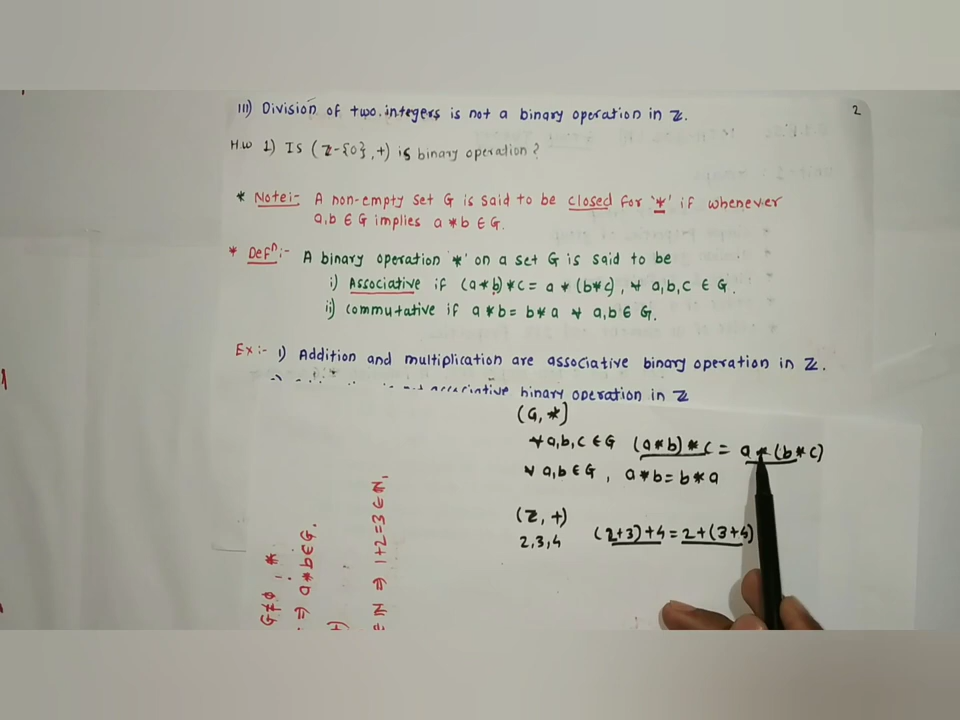 III) Division of two integers is not a binary operation in Z. 2
H.W 1) Is (Z-{0}, +) is binary operation?
* Note:- A non-empty set G is said to be closed for '*' if whenever
a,b ∈ G implies a * b ∈ G.
* Defⁿ:- A binary operation '*' on a set G is said to be
i) Associative if (a*b)*c = a*(b*c), ∀ a,b,c ∈ G.
ii) commutative if a*b = b*a ∀ a,b ∈ G.
Ex:- 1) Addition and multiplication are associative binary operation in Z.
binary operation in Z
(G, *)
∀ a,b,c ∈ G (a*b)*c = a*(b*c)
∀ a,b ∈ G, a*b = b*a
(Z, +)
2,3,4 (2+3)+4 = 2+(3+4)
G≠ϕ, *
⇒ a*b∈G.
∈ IN ⇒ 1+2=3 ∈ IN.